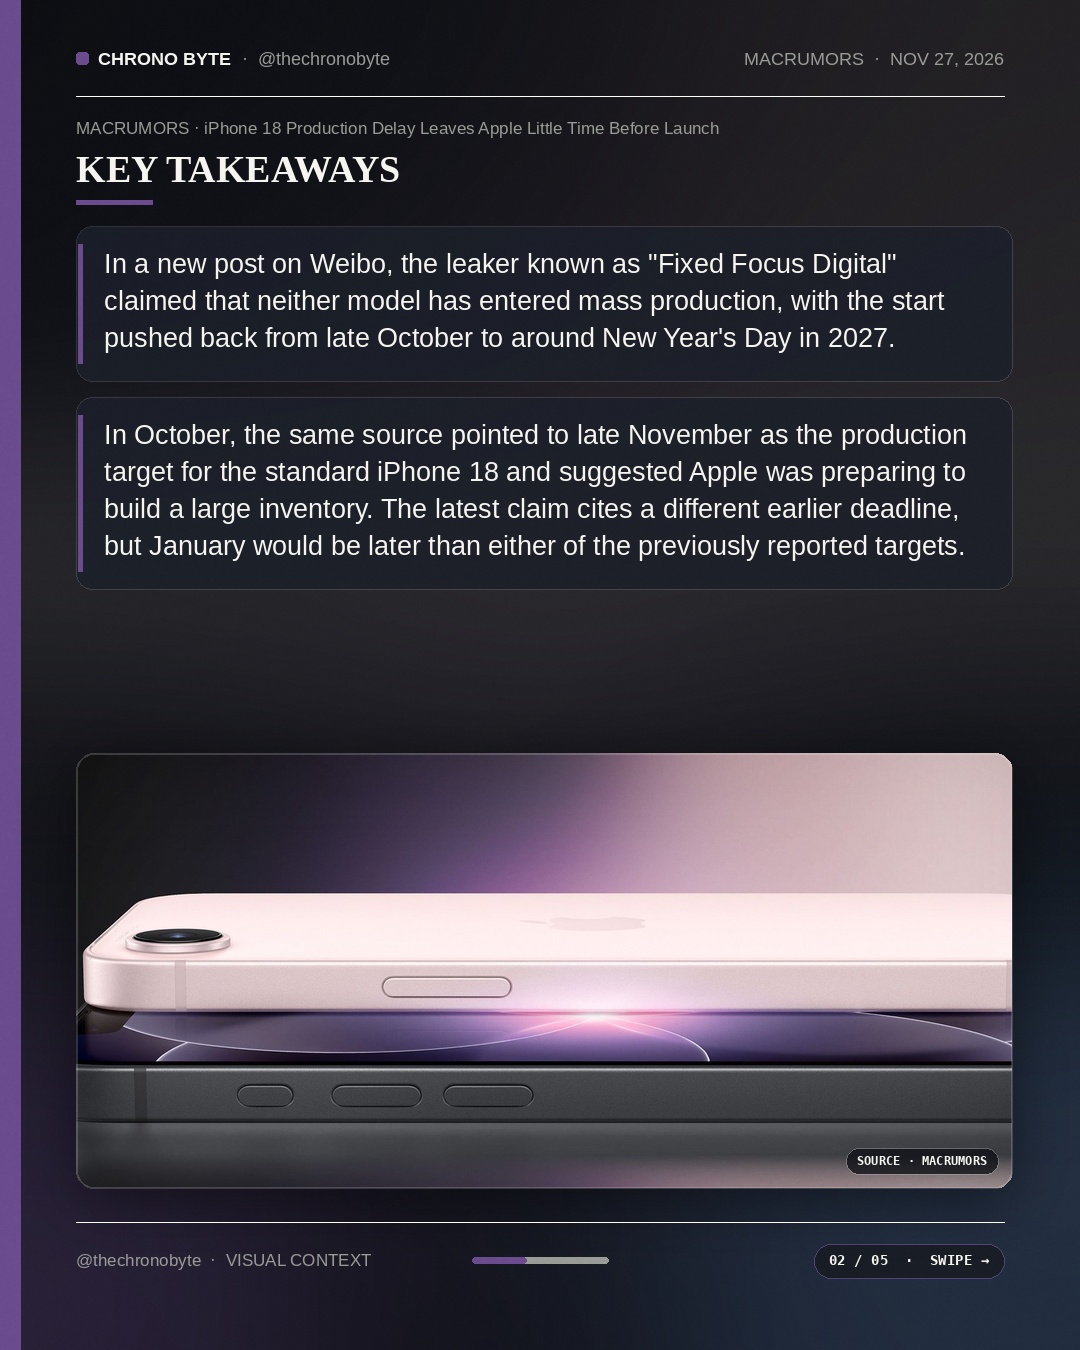 CHRONO BYTE · @thechronobyte
MACRUMORS · NOV 27, 2026
MACRUMORS · iPhone 18 Production Delay Leaves Apple Little Time Before Launch
KEY TAKEAWAYS
In a new post on Weibo, the leaker known as "Fixed Focus Digital"
claimed that neither model has entered mass production, with the start
pushed back from late October to around New Year's Day in 2027.
In October, the same source pointed to late November as the production
target for the standard iPhone 18 and suggested Apple was preparing to
build a large inventory. The latest claim cites a different earlier deadline,
but January would be later than either of the previously reported targets.
SOURCE · MACRUMORS
@thechronobyte · VISUAL CONTEXT
02 / 05 · SWIPE →